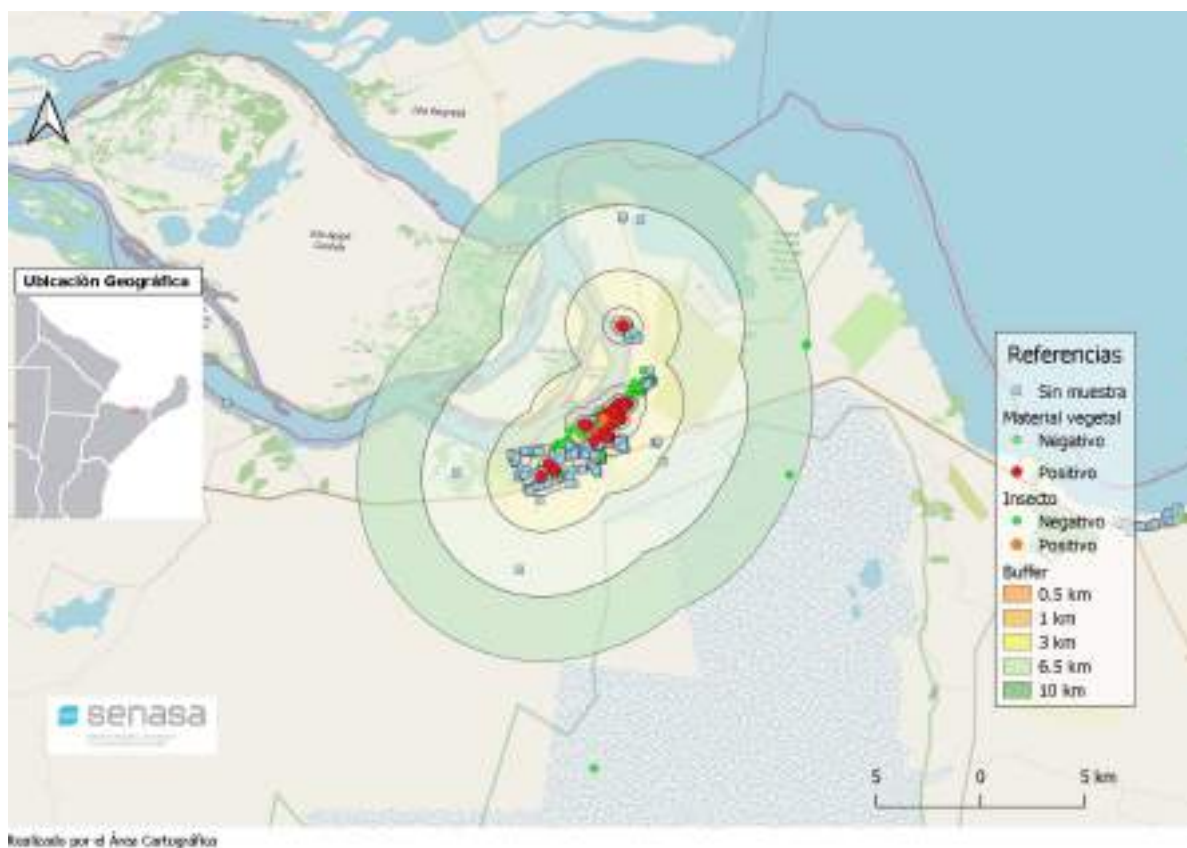 Ubicación Geográfica
Referencias
Sin muestra
Material vegetal
Negativo
Positivo
Insecto
Negativo
Positivo
Buffer
0.5 km
1 km
3 km
6.5 km
10 km
senasa
5 0 5 km
Realizado por el Área Cartográfica